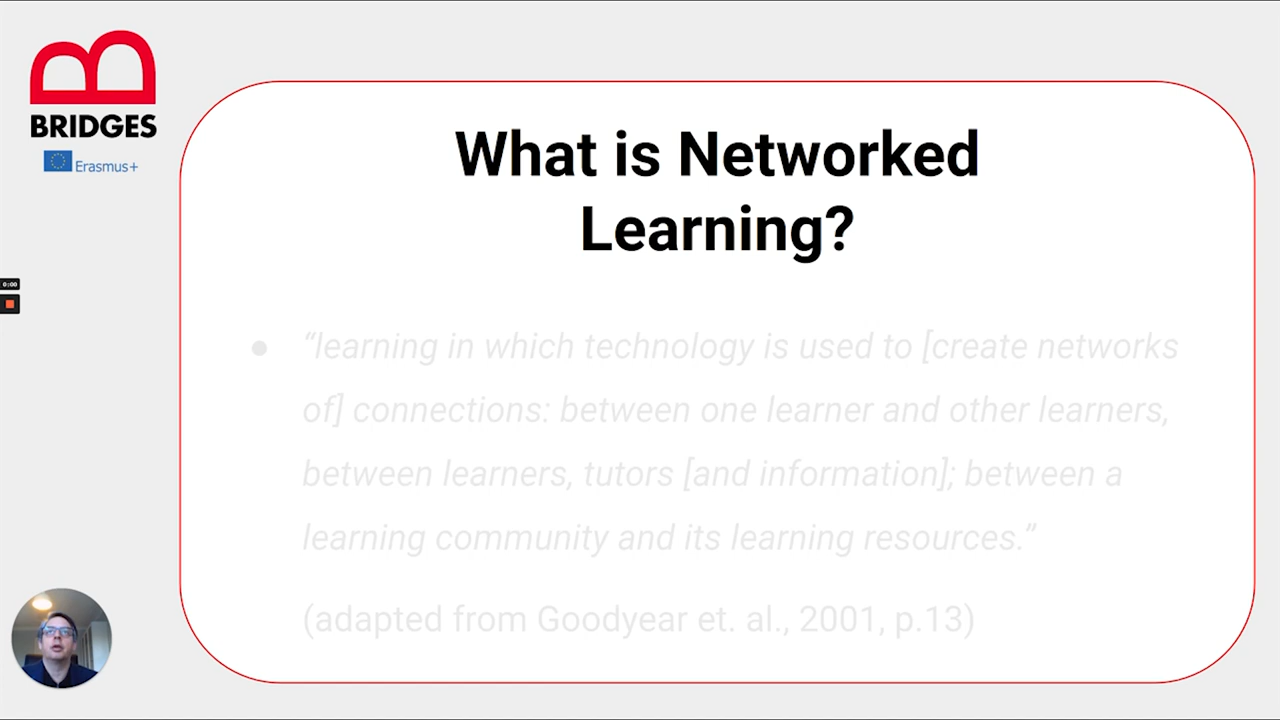 BRIDGES
Erasmus+
What is Networked
Learning?
0:00
● “learning in which technology is used to [create networks
of] connections: between one learner and other learners,
between learners, tutors [and information]; between a
learning community and its learning resources.”
(adapted from Goodyear et. al., 2001, p.13)